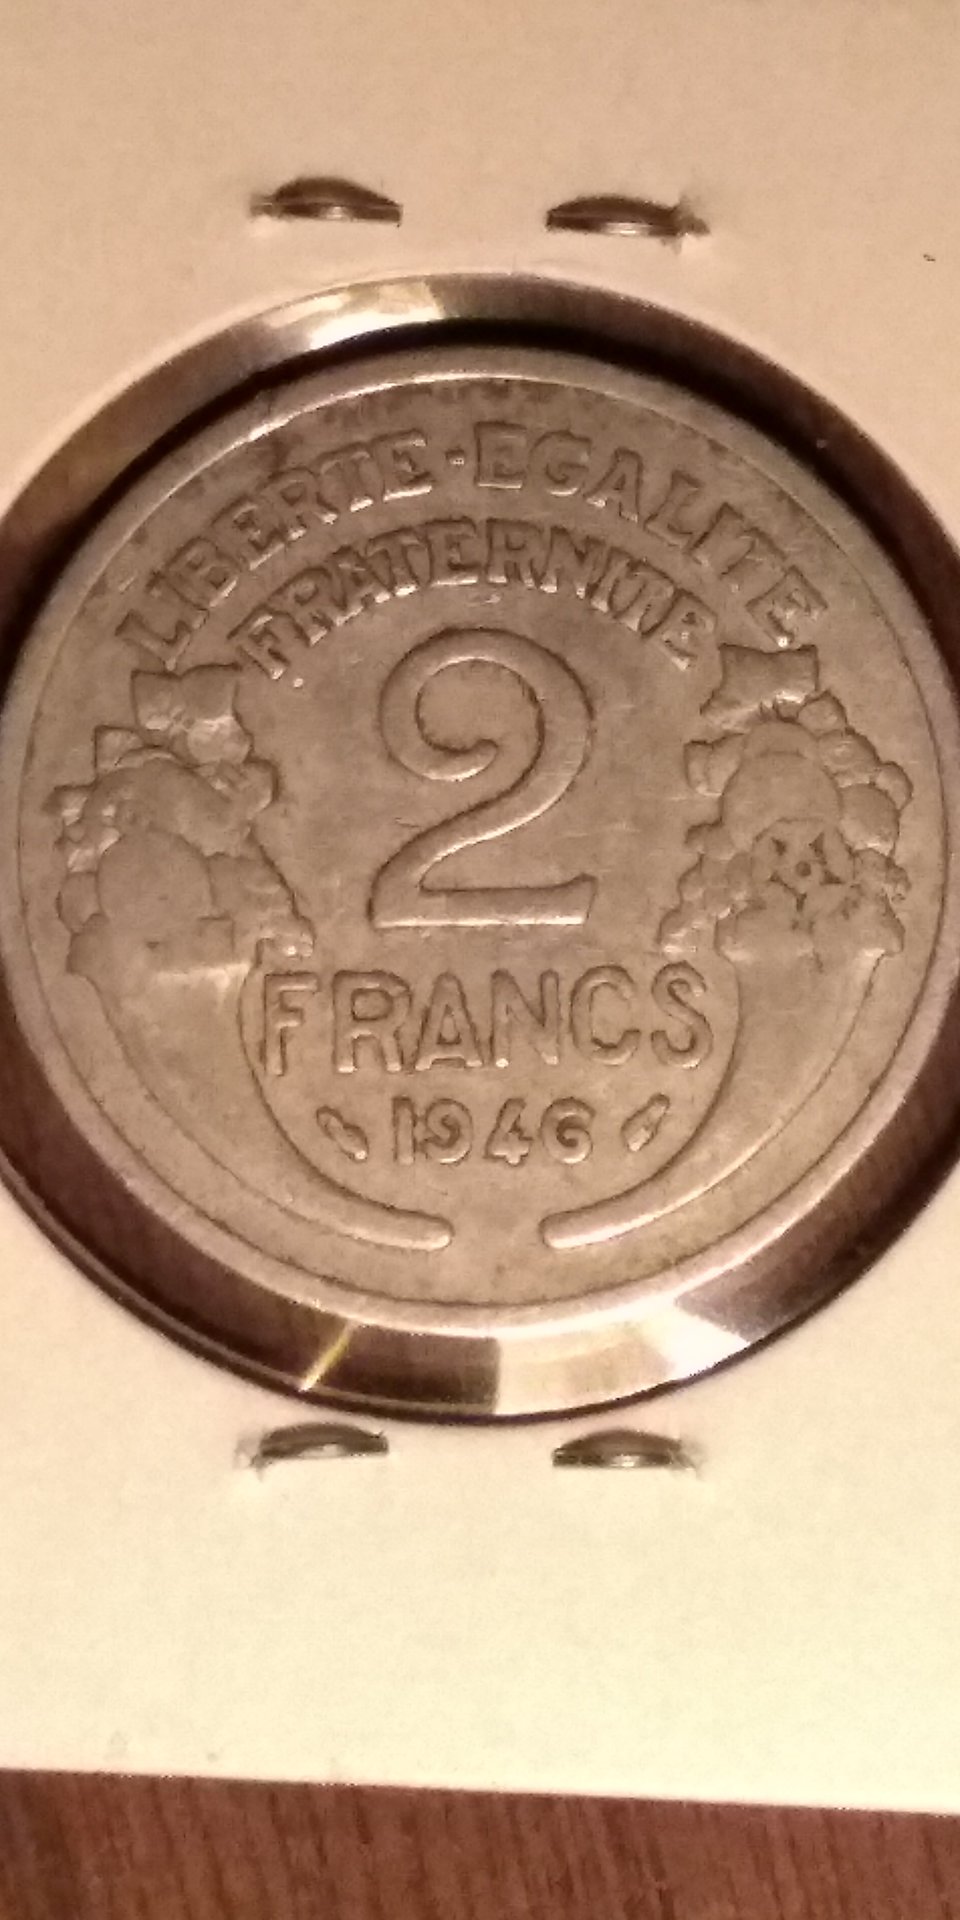 LIBERTE·EGALITE
FRATERNITE
2
FRANCS
1946